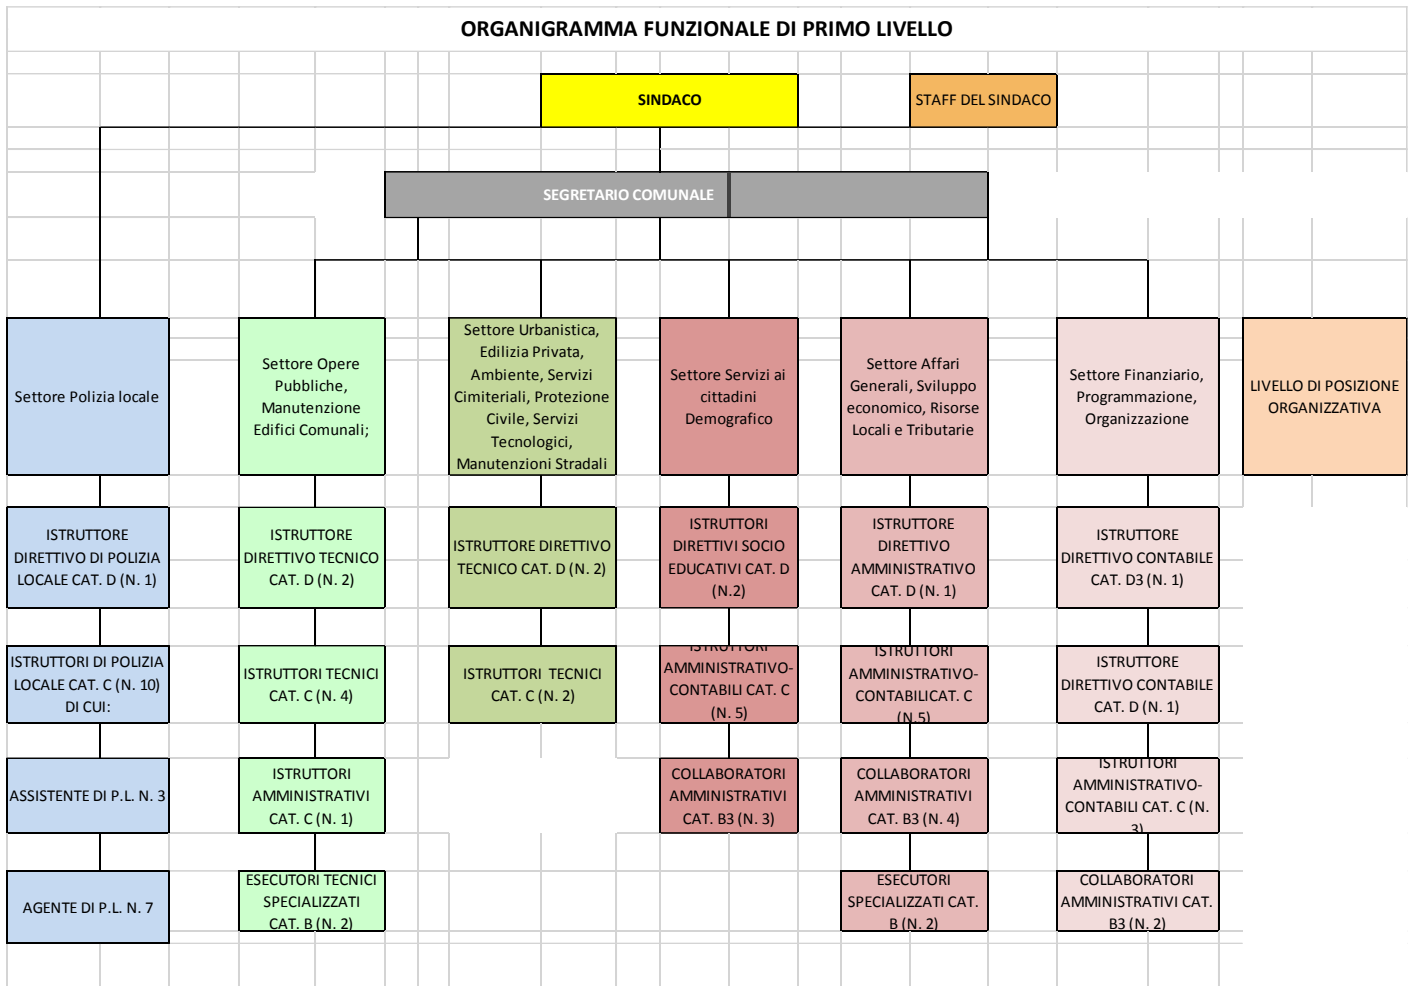 ORGANIGRAMMA FUNZIONALE DI PRIMO LIVELLO
SINDACO
STAFF DEL SINDACO
SEGRETARIO COMUNALE
Settore Polizia locale
Settore Opere
Pubbliche,
Manutenzione
Edifici Comunali;
Settore Urbanistica,
Edilizia Privata,
Ambiente, Servizi
Cimiteriali, Protezione
Civile, Servizi
Tecnologici,
Manutenzioni Stradali
Settore Servizi ai
cittadini
Demografico
Settore Affari
Generali, Sviluppo
economico, Risorse
Locali e Tributarie
Settore Finanziario,
Programmazione,
Organizzazione
LIVELLO DI POSIZIONE
ORGANIZZATIVA
ISTRUTTORE
DIRETTIVO DI POLIZIA
LOCALE CAT. D (N. 1)
ISTRUTTORE
DIRETTIVO TECNICO
CAT. D (N. 2)
ISTRUTTORE DIRETTIVO
TECNICO CAT. D (N. 2)
ISTRUTTORI
DIRETTIVI SOCIO
EDUCATIVI CAT. D
(N.2)
ISTRUTTORE
DIRETTIVO
AMMINISTRATIVO
CAT. D (N. 1)
ISTRUTTORE
DIRETTIVO CONTABILE
CAT. D3 (N. 1)
ISTRUTTORI DI POLIZIA
LOCALE CAT. C (N. 10)
DI CUI:
ISTRUTTORI TECNICI
CAT. C (N. 4)
ISTRUTTORI  TECNICI
CAT. C (N. 2)
ISTRUTTORI
AMMINISTRATIVO-
CONTABILI CAT. C
(N. 5)
ISTRUTTORI
AMMINISTRATIVO-
CONTABILICAT. C
(N.5)
ISTRUTTORE
DIRETTIVO CONTABILE
CAT. D (N. 1)
ASSISTENTE DI P.L. N. 3
ISTRUTTORI
AMMINISTRATIVI
CAT. C (N. 1)
COLLABORATORI
AMMINISTRATIVI
CAT. B3 (N. 3)
COLLABORATORI
AMMINISTRATIVI
CAT. B3 (N. 4)
ISTRUTTORI
AMMINISTRATIVO-
CONTABILI CAT. C (N.
3)
AGENTE DI P.L. N. 7
ESECUTORI TECNICI
SPECIALIZZATI
CAT. B (N. 2)
ESECUTORI
SPECIALIZZATI CAT.
B (N. 2)
COLLABORATORI
AMMINISTRATIVI CAT.
B3 (N. 2)